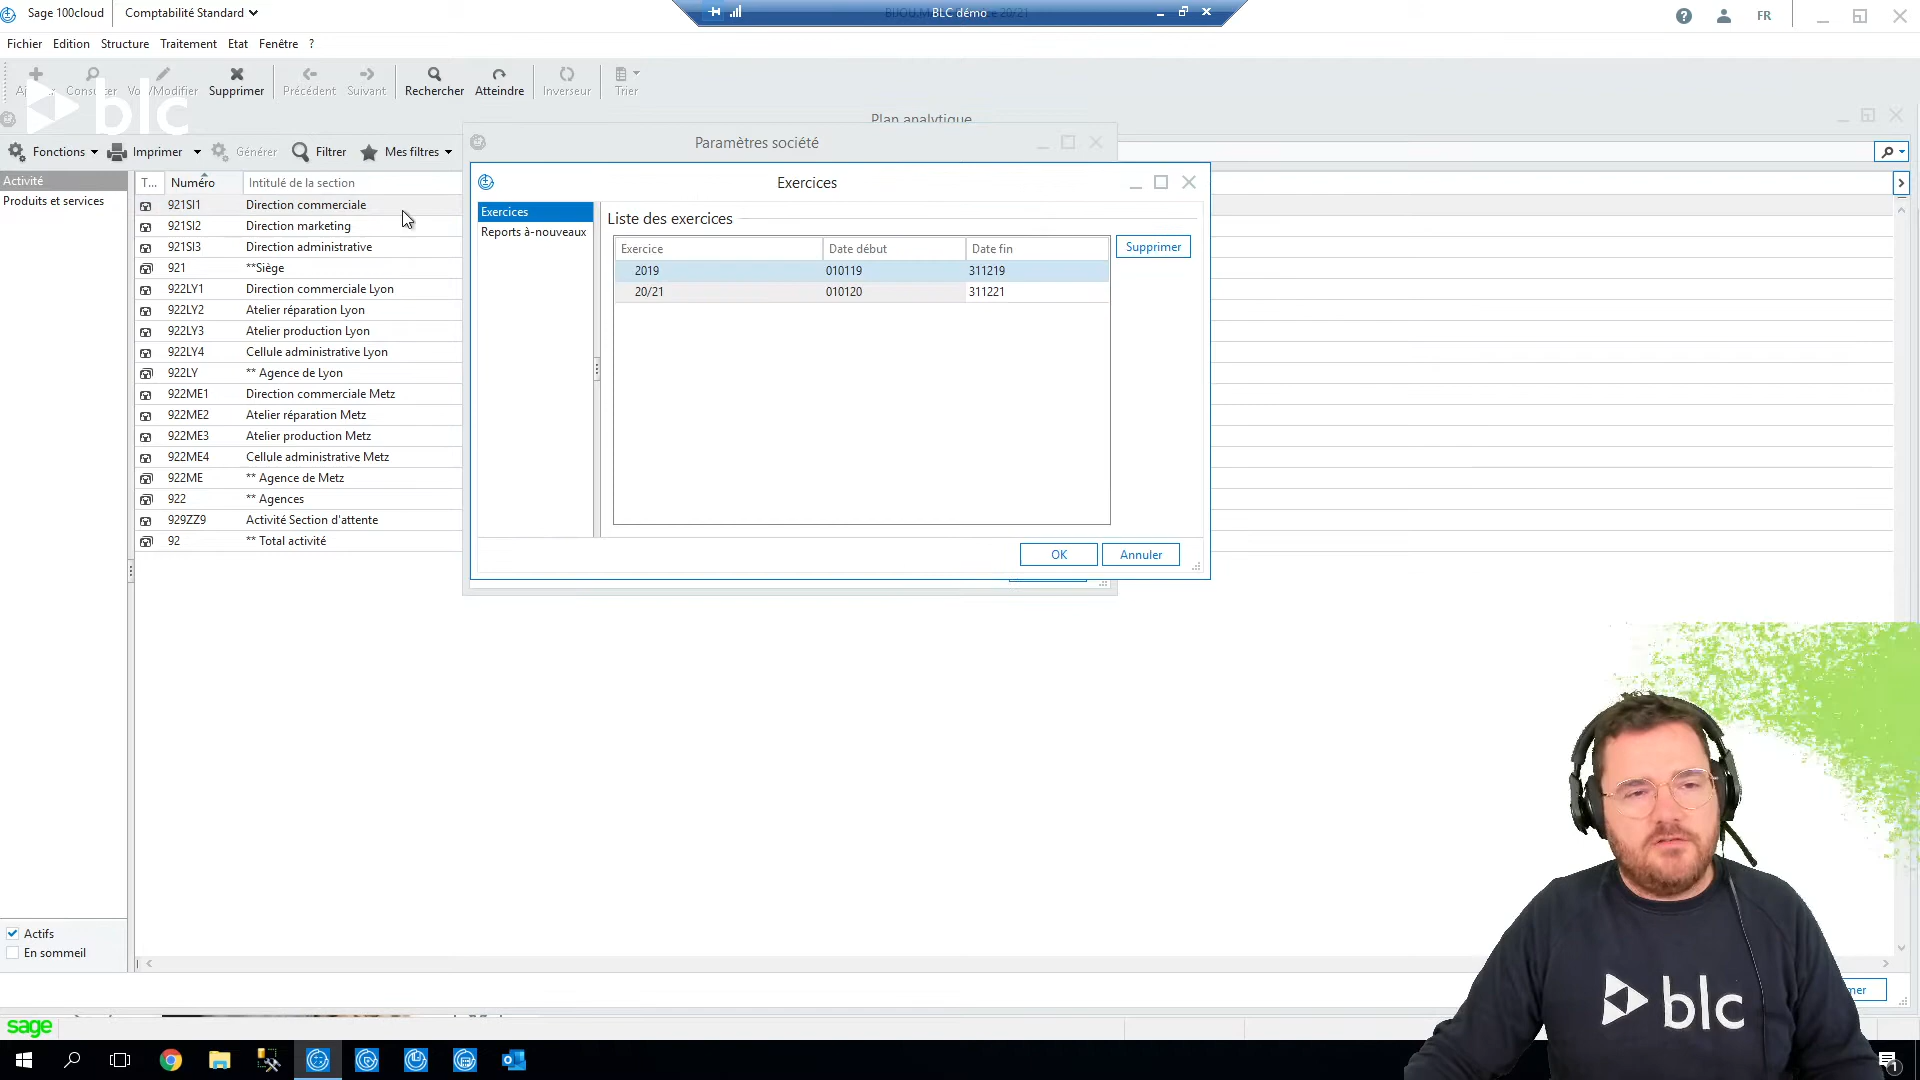 Sage 100cloud
Comptabilité Standard
BLC démo
FR
Fichier Edition Structure Traitement Etat Fenêtre ?
Consulter Voir/Modifier Supprimer Précédent Suivant Rechercher Atteindre Inverseur Trier
blc
Plan analytique
Fonctions Imprimer Générer Filtrer Mes filtres
Paramètres société
Exercices
Activité
Produits et services
T... Numéro Intitulé de la section
921SI1 Direction commerciale
921SI2 Direction marketing
921SI3 Direction administrative
921 **Siège
922LY1 Direction commerciale Lyon
922LY2 Atelier réparation Lyon
922LY3 Atelier production Lyon
922LY4 Cellule administrative Lyon
922LY ** Agence de Lyon
922ME1 Direction commerciale Metz
922ME2 Atelier réparation Metz
922ME3 Atelier production Metz
922ME4 Cellule administrative Metz
922ME ** Agence de Metz
922 ** Agences
929ZZ9 Activité Section d'attente
92 ** Total activité
Exercices
Reports à-nouveaux
Liste des exercices
Exercice Date début Date fin
2019 010119 311219
20/21 010120 311221
Supprimer
OK Annuler
Actifs
En sommeil
mer
sage
blc
1